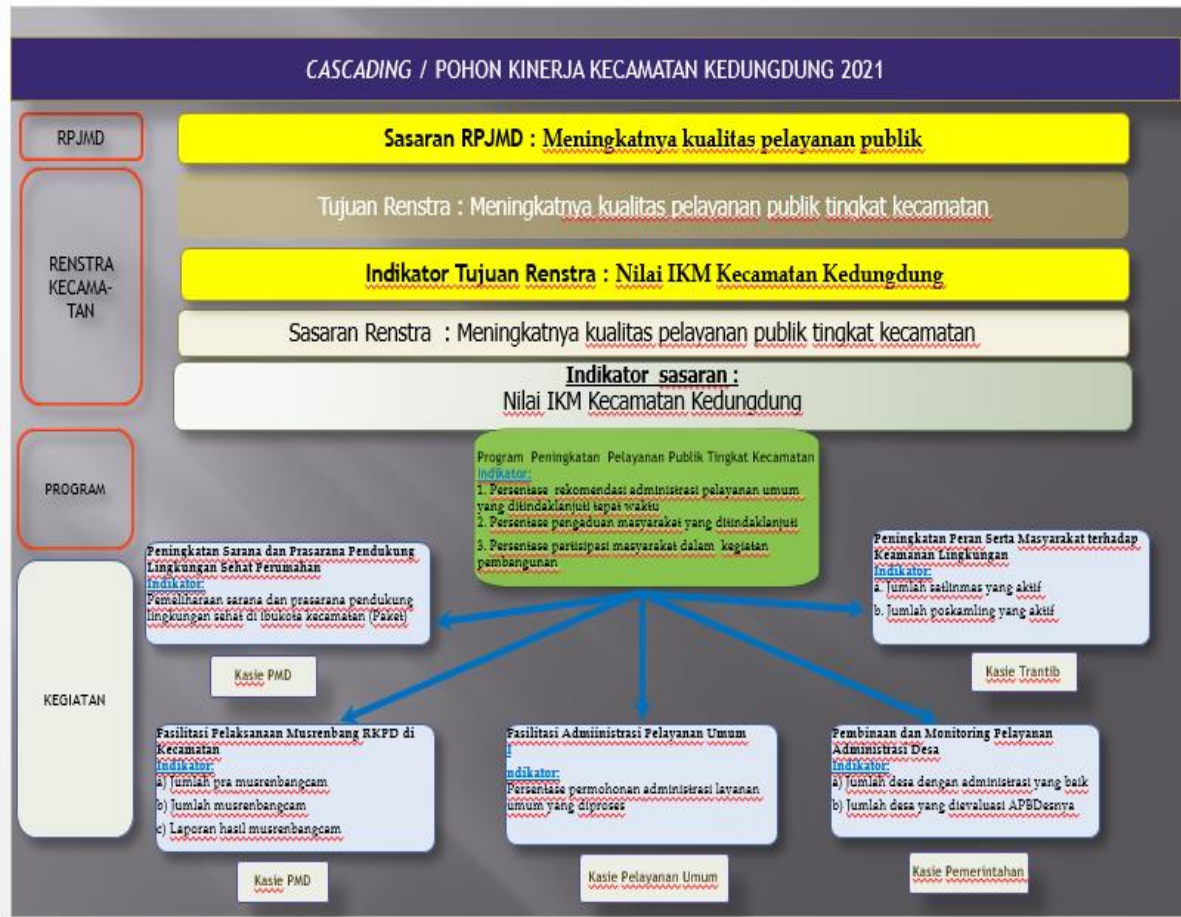 CASCADING / POHON KINERJA KECAMATAN KEDUNGDUNG 2021
RPJMD
Sasaran RPJMD : Meningkatnya kualitas pelayanan publik
RENSTRA
KECAMA-
TAN
Tujuan Renstra : Meningkatnya kualitas pelayanan publik tingkat kecamatan
Indikator Tujuan Renstra : Nilai IKM Kecamatan Kedungdung
Sasaran Renstra : Meningkatnya kualitas pelayanan publik tingkat kecamatan
Indikator sasaran :
Nilai IKM Kecamatan Kedungdung
PROGRAM
Program Peningkatan Pelayanan Publik Tingkat Kecamatan
Indikator:
1. Persentase rekomendasi administrasi pelayanan umum
yang ditindaklanjuti tepat waktu
2. Persentase pengaduan masyarakat yang ditindaklanjuti
3. Persentase partisipasi masyarakat dalam kegiatan
pembangunan
KEGIATAN
Peningkatan Sarana dan Prasarana Pendukung
Lingkungan Sehat Perumahan
Indikator:
Pemeliharaan sarana dan prasarana pendukung
lingkungan sehat di ibukota kecamatan (Paket)
Kasie PMD
Peningkatan Peran Serta Masyarakat terhadap
Keamanan Lingkungan
Indikator:
a. Jumlah satlinmas yang aktif
b. Jumlah poskamling yang aktif
Kasie Trantib
Fasilitasi Pelaksanaan Musrenbang RKPD di
Kecamatan
Indikator:
a) Jumlah pra musrenbangcam
b) Jumlah musrenbangcam
c) Laporan hasil musrenbangcam
Kasie PMD
Fasilitasi Admiinistrasi Pelayanan Umum
I
ndikator:
Persentase permohonan administrasi layanan
umum yang diproses
Kasie Pelayanan Umum
Pembinaan dan Monitoring Pelayanan
Administrasi Desa
Indikator:
a) Jumlah desa dengan administrasi yang baik
b) Jumlah desa yang dievaluasi APBDesnya
Kasie Pemerintahan